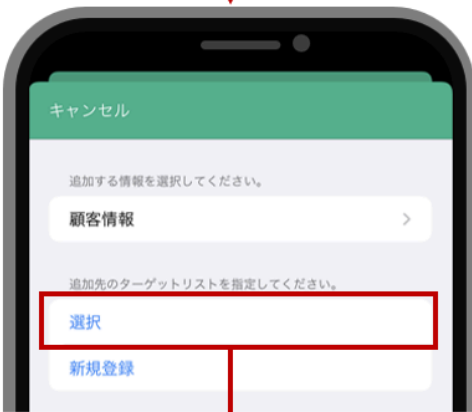 キャンセル
追加する情報を選択してください。
顧客情報
追加先のターゲットリストを指定してください。
選択
新規登録